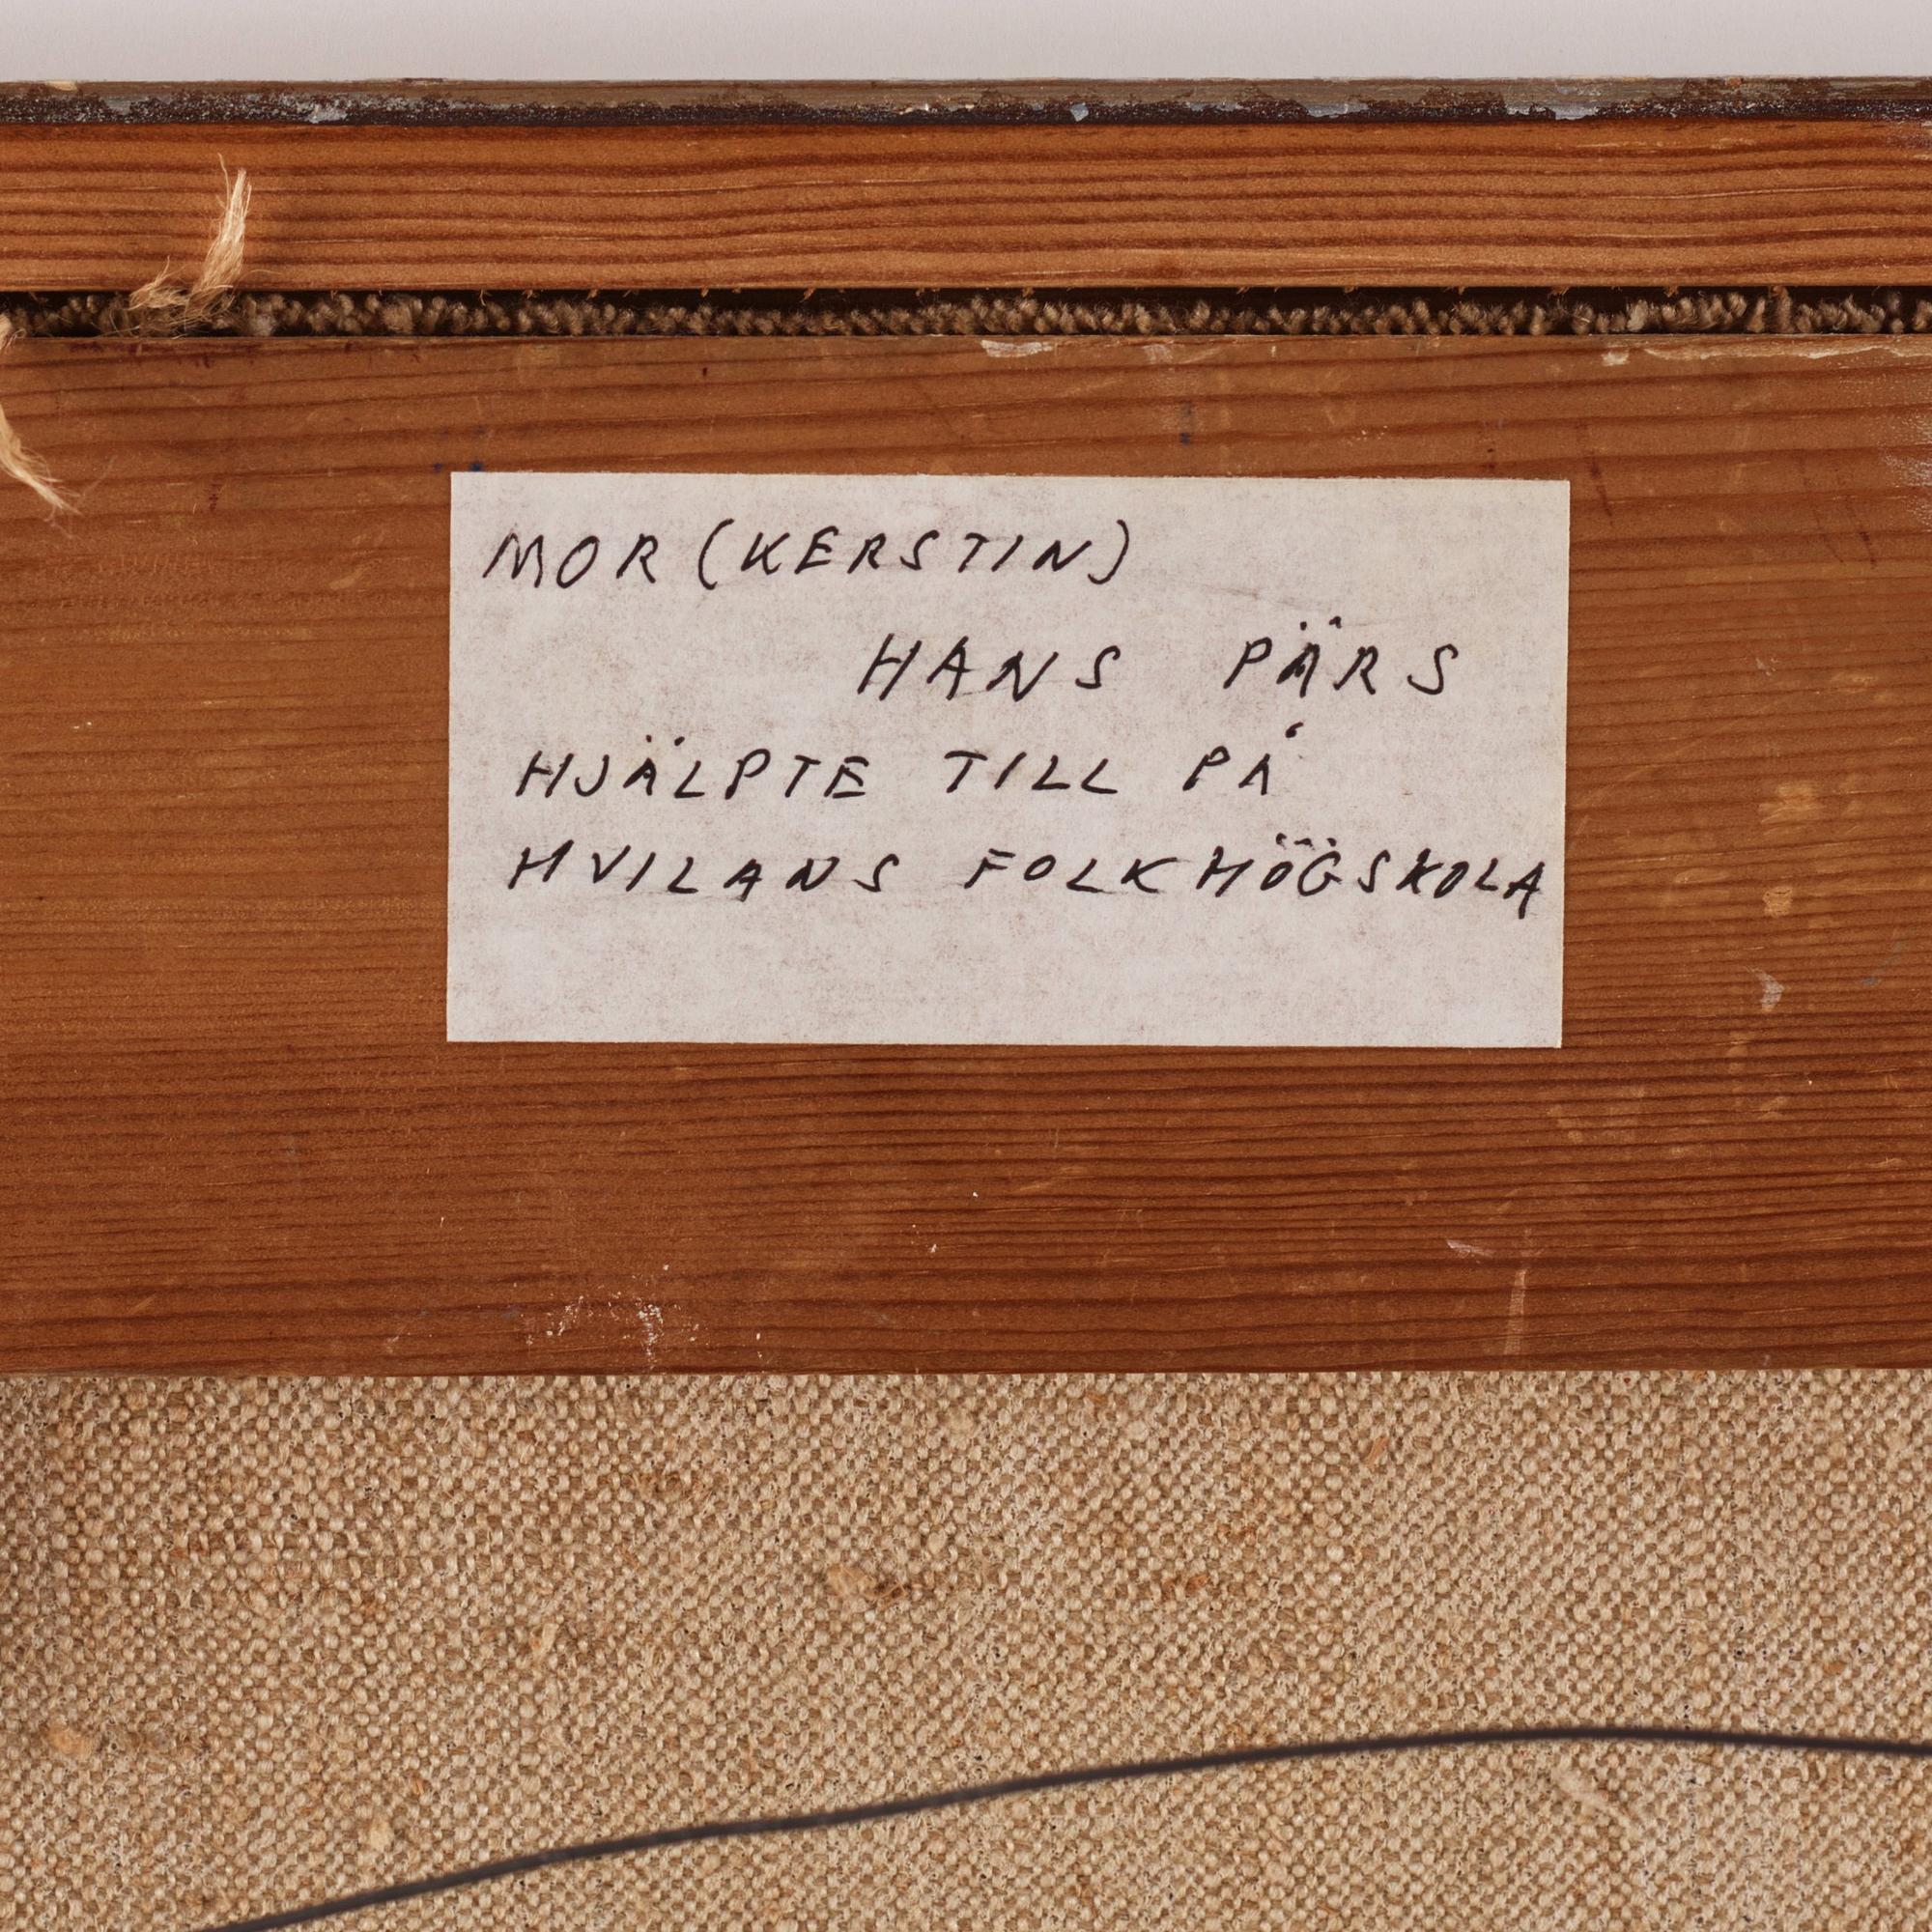 MOR (KERSTIN)
HANS PÄRS
HJÄLPTE TILL PÅ
HVILANS FOLKHÖGSKOLA